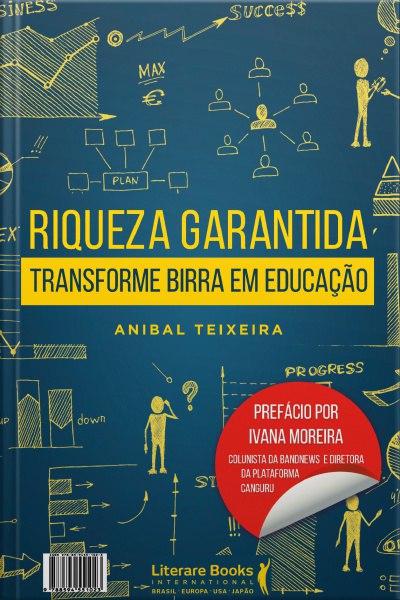 SINESS
SUCCE$$
MAX
€
PLAN
RIQUEZA GARANTIDA
TRANSFORME BIRRA EM EDUCAÇÃO
ANIBAL TEIXEIRA
PROGRESS
?
down
PREFÁCIO POR
IVANA MOREIRA
COLUNISTA DA BANDNEWS E DIRETORA
DA PLATAFORMA
CANGURU
Literare Books
INTERNATIONAL
BRASIL · EUROPA · USA · JAPÃO